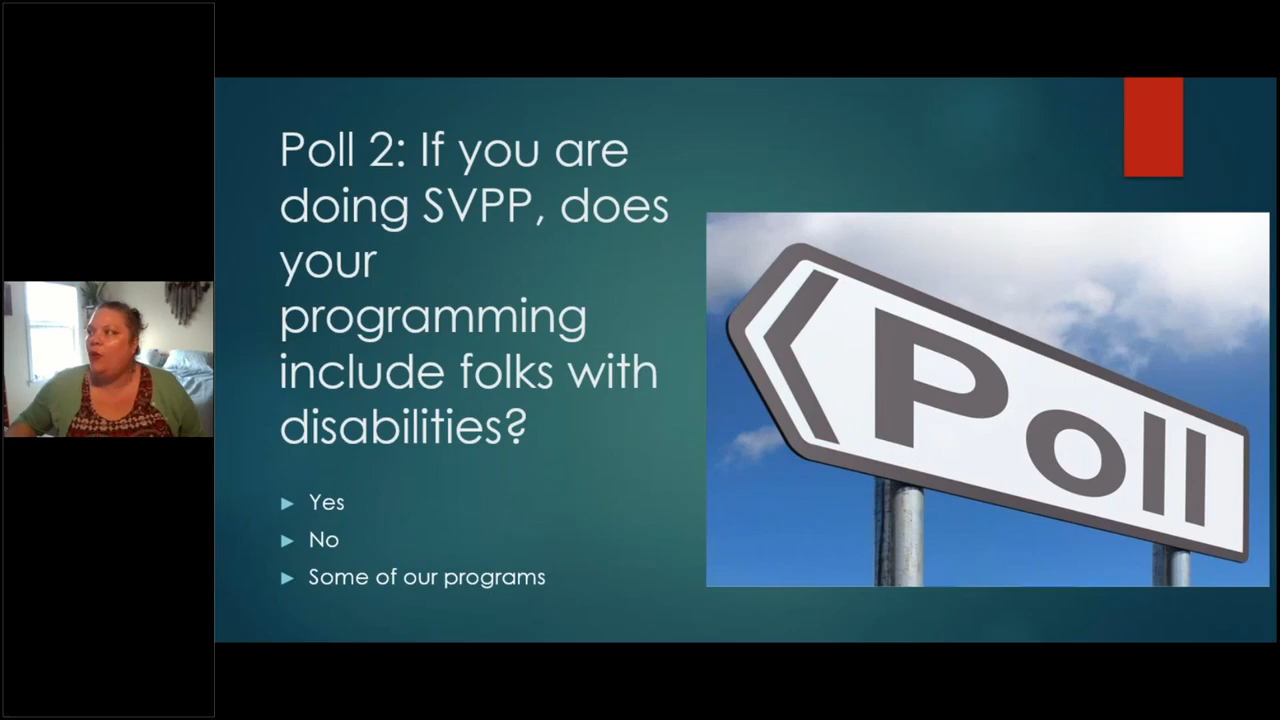 Poll 2: If you are
doing SVPP, does
your
programming
include folks with
disabilities?
Yes
No
Some of our programs
Poll